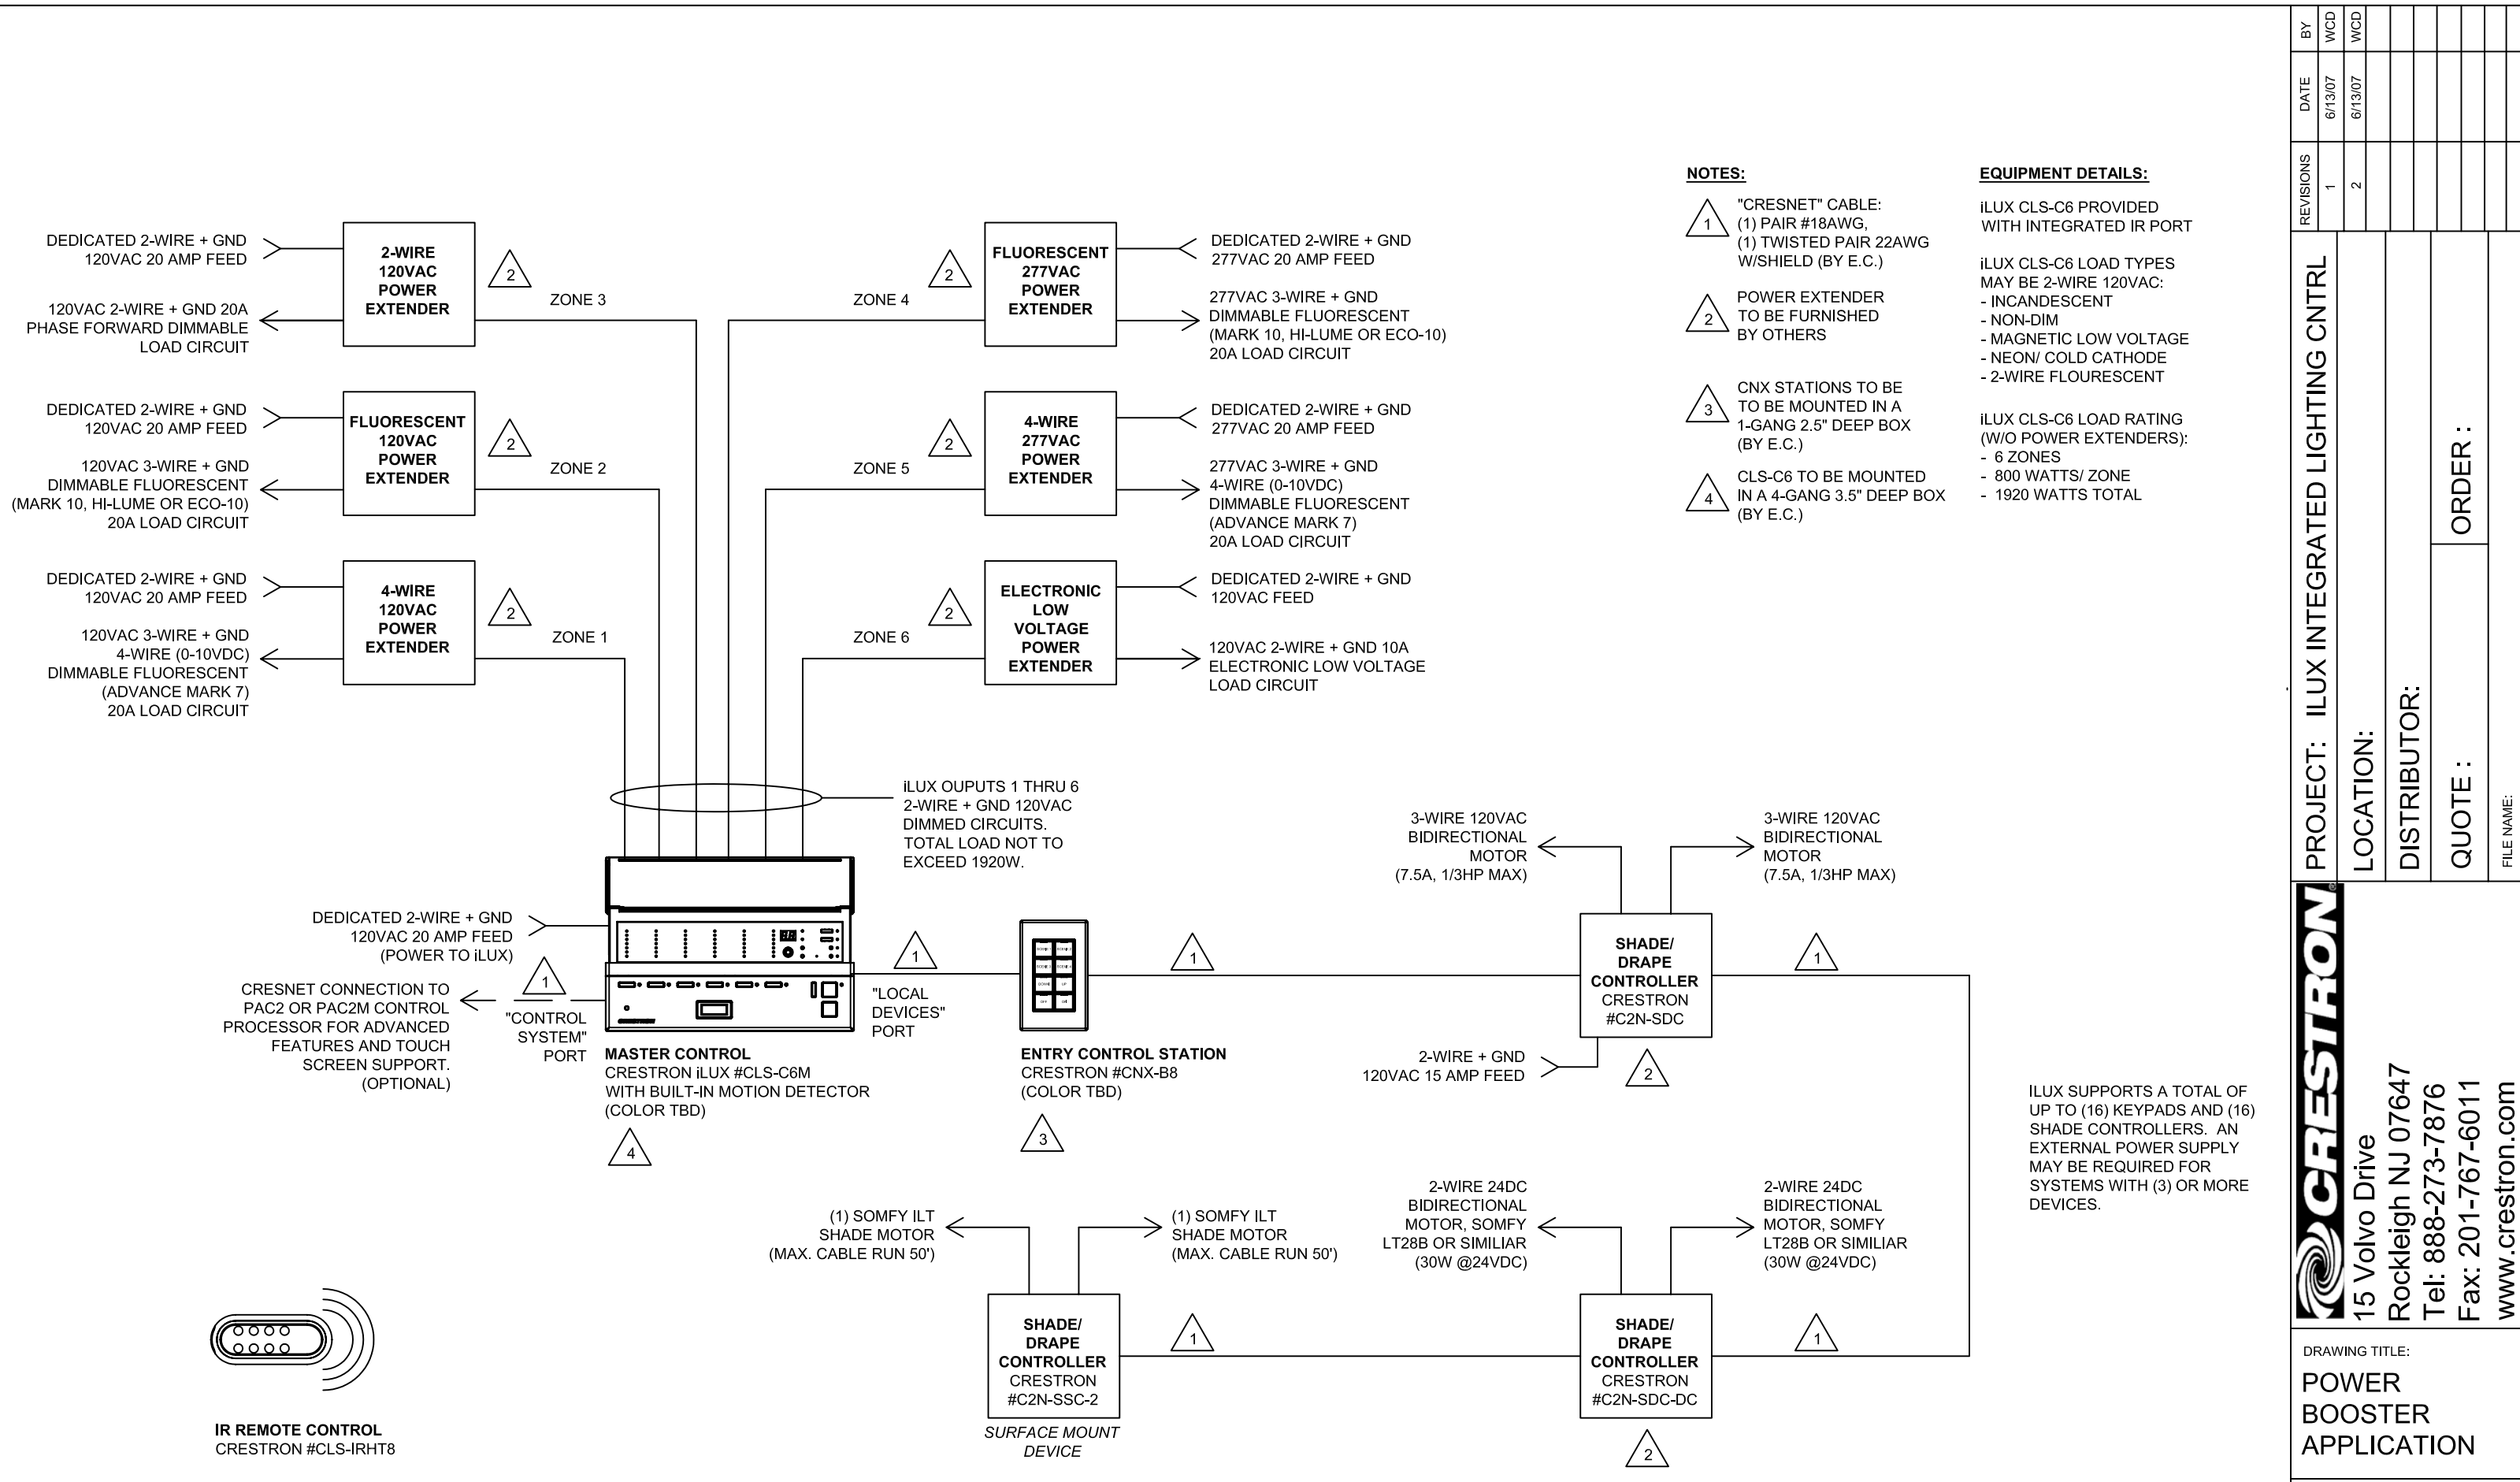 DEDICATED 2-WIRE + GND
120VAC 20 AMP FEED
120VAC 2-WIRE + GND 20A
PHASE FORWARD DIMMABLE
LOAD CIRCUIT
2-WIRE
120VAC
POWER
EXTENDER
2
ZONE 3
DEDICATED 2-WIRE + GND
120VAC 20 AMP FEED
120VAC 3-WIRE + GND
DIMMABLE FLUORESCENT
(MARK 10, HI-LUME OR ECO-10)
20A LOAD CIRCUIT
FLUORESCENT
120VAC
POWER
EXTENDER
2
ZONE 2
DEDICATED 2-WIRE + GND
120VAC 20 AMP FEED
120VAC 3-WIRE + GND
4-WIRE (0-10VDC)
DIMMABLE FLUORESCENT
(ADVANCE MARK 7)
20A LOAD CIRCUIT
4-WIRE
120VAC
POWER
EXTENDER
2
ZONE 1
ZONE 4
2
FLUORESCENT
277VAC
POWER
EXTENDER
DEDICATED 2-WIRE + GND
277VAC 20 AMP FEED
277VAC 3-WIRE + GND
DIMMABLE FLUORESCENT
(MARK 10, HI-LUME OR ECO-10)
20A LOAD CIRCUIT
ZONE 5
2
4-WIRE
277VAC
POWER
EXTENDER
DEDICATED 2-WIRE + GND
277VAC 20 AMP FEED
277VAC 3-WIRE + GND
4-WIRE (0-10VDC)
DIMMABLE FLUORESCENT
(ADVANCE MARK 7)
20A LOAD CIRCUIT
ZONE 6
2
ELECTRONIC
LOW
VOLTAGE
POWER
EXTENDER
DEDICATED 2-WIRE + GND
120VAC FEED
120VAC 2-WIRE + GND 10A
ELECTRONIC LOW VOLTAGE
LOAD CIRCUIT
NOTES:
1
"CRESNET" CABLE:
(1) PAIR #18AWG,
(1) TWISTED PAIR 22AWG
W/SHIELD (BY E.C.)
2
POWER EXTENDER
TO BE FURNISHED
BY OTHERS
3
CNX STATIONS TO BE
TO BE MOUNTED IN A
1-GANG 2.5" DEEP BOX
(BY E.C.)
4
CLS-C6 TO BE MOUNTED
IN A 4-GANG 3.5" DEEP BOX
(BY E.C.)
EQUIPMENT DETAILS:
iLUX CLS-C6 PROVIDED
WITH INTEGRATED IR PORT
iLUX CLS-C6 LOAD TYPES
MAY BE 2-WIRE 120VAC:
- INCANDESCENT
- NON-DIM
- MAGNETIC LOW VOLTAGE
- NEON/ COLD CATHODE
- 2-WIRE FLOURESCENT
iLUX CLS-C6 LOAD RATING
(W/O POWER EXTENDERS):
- 6 ZONES
- 800 WATTS/ ZONE
- 1920 WATTS TOTAL
iLUX OUPUTS 1 THRU 6
2-WIRE + GND 120VAC
DIMMED CIRCUITS.
TOTAL LOAD NOT TO
EXCEED 1920W.
DEDICATED 2-WIRE + GND
120VAC 20 AMP FEED
(POWER TO iLUX)
1
CRESNET CONNECTION TO
PAC2 OR PAC2M CONTROL
PROCESSOR FOR ADVANCED
FEATURES AND TOUCH
SCREEN SUPPORT.
(OPTIONAL)
"CONTROL
SYSTEM"
PORT
MASTER CONTROL
CRESTRON iLUX #CLS-C6M
WITH BUILT-IN MOTION DETECTOR
(COLOR TBD)
4
1
"LOCAL
DEVICES"
PORT
ENTRY CONTROL STATION
CRESTRON #CNX-B8
(COLOR TBD)
3
1
3-WIRE 120VAC
BIDIRECTIONAL
MOTOR
(7.5A, 1/3HP MAX)
3-WIRE 120VAC
BIDIRECTIONAL
MOTOR
(7.5A, 1/3HP MAX)
SHADE/
DRAPE
CONTROLLER
CRESTRON
#C2N-SDC
1
2-WIRE + GND
120VAC 15 AMP FEED
2
ILUX SUPPORTS A TOTAL OF
UP TO (16) KEYPADS AND (16)
SHADE CONTROLLERS. AN
EXTERNAL POWER SUPPLY
MAY BE REQUIRED FOR
SYSTEMS WITH (3) OR MORE
DEVICES.
(1) SOMFY ILT
SHADE MOTOR
(MAX. CABLE RUN 50')
(1) SOMFY ILT
SHADE MOTOR
(MAX. CABLE RUN 50')
SHADE/
DRAPE
CONTROLLER
CRESTRON
#C2N-SSC-2
SURFACE MOUNT
DEVICE
1
2-WIRE 24DC
BIDIRECTIONAL
MOTOR, SOMFY
LT28B OR SIMILIAR
(30W @24VDC)
2-WIRE 24DC
BIDIRECTIONAL
MOTOR, SOMFY
LT28B OR SIMILIAR
(30W @24VDC)
SHADE/
DRAPE
CONTROLLER
CRESTRON
#C2N-SDC-DC
1
2
IR REMOTE CONTROL
CRESTRON #CLS-IRHT8
REVISIONS DATE BY
1 6/13/07 WCD
2 6/13/07 WCD
PROJECT: ILUX INTEGRATED LIGHTING CNTRL
LOCATION:
DISTRIBUTOR:
QUOTE : ORDER :
FILE NAME:
CRESTRON®
15 Volvo Drive
Rockleigh NJ 07647
Tel: 888-273-7876
Fax: 201-767-6011
www.crestron.com
DRAWING TITLE:
POWER
BOOSTER
APPLICATION